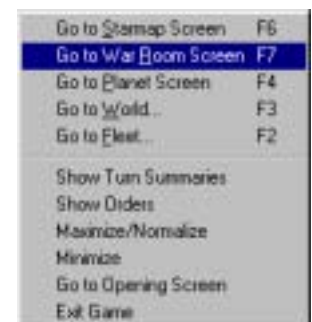 Go to Starmap Screen F6
Go to War Room Screen F7
Go to Planet Screen F4
Go to World... F3
Go to Fleet... F2
Show Turn Summaries
Show Orders
Maximize/Normalize
Minimize
Go to Opening Screen
Exit Game